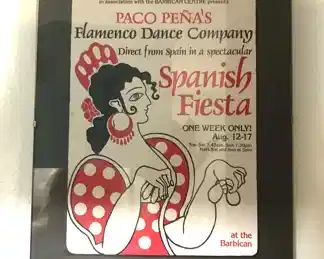 in association with the BARBICAN CENTRE presents
PACO PEÑA'S
Flamenco Dance Company
Direct from Spain in a spectacular
Spanish
Fiesta
ONE WEEK ONLY!
Aug. 12-17
at the
Barbican